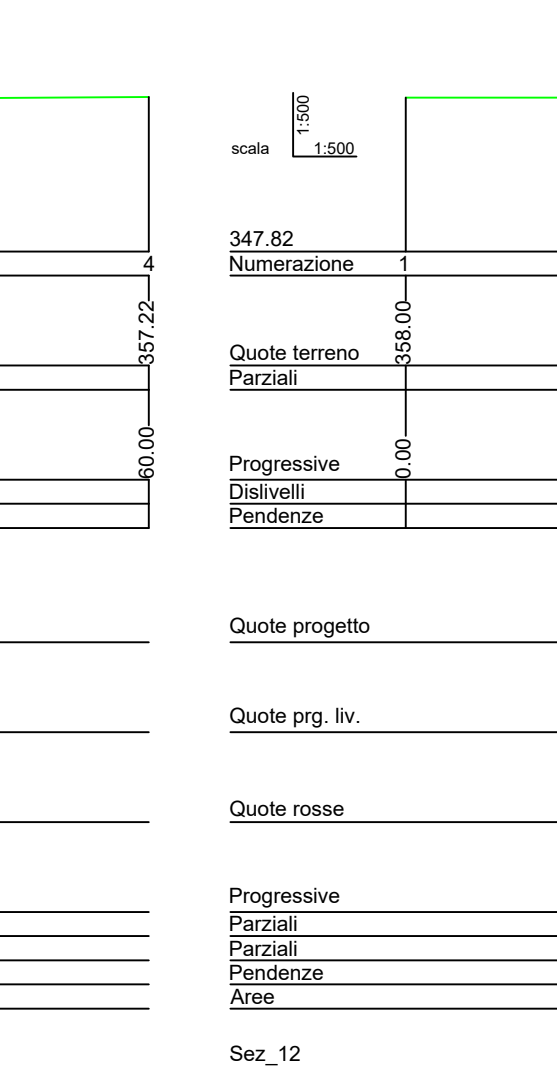 1:500
scala 1:500
347.82
4 Numerazione 1
357.22 358.00
Quote terreno
Parziali
60.00 0.00
Progressive
Dislivelli
Pendenze
Quote progetto
Quote prg. liv.
Quote rosse
Progressive
Parziali
Parziali
Pendenze
Aree
Sez_12